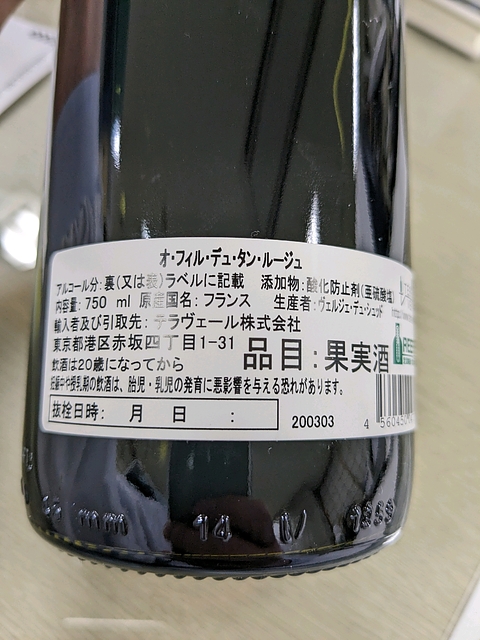 オ・フィル・デュ・タン・ルージュ
アルコール分:裏(又は表)ラベルに記載 添加物:酸化防止剤(亜硫酸塩)
内容量:750 ml 原産国名:フランス 生産者:ヴェルジェ・デュ・シュッド
輸入者及び引取先:テラヴェール株式会社
東京都港区赤坂四丁目1-31 品目:果実酒
飲酒は20歳になってから
妊娠中や授乳期の飲酒は、胎児・乳児の発育に悪影響を与える恐れがあります。
抜栓日時: 月 日 : 200303
mm 14